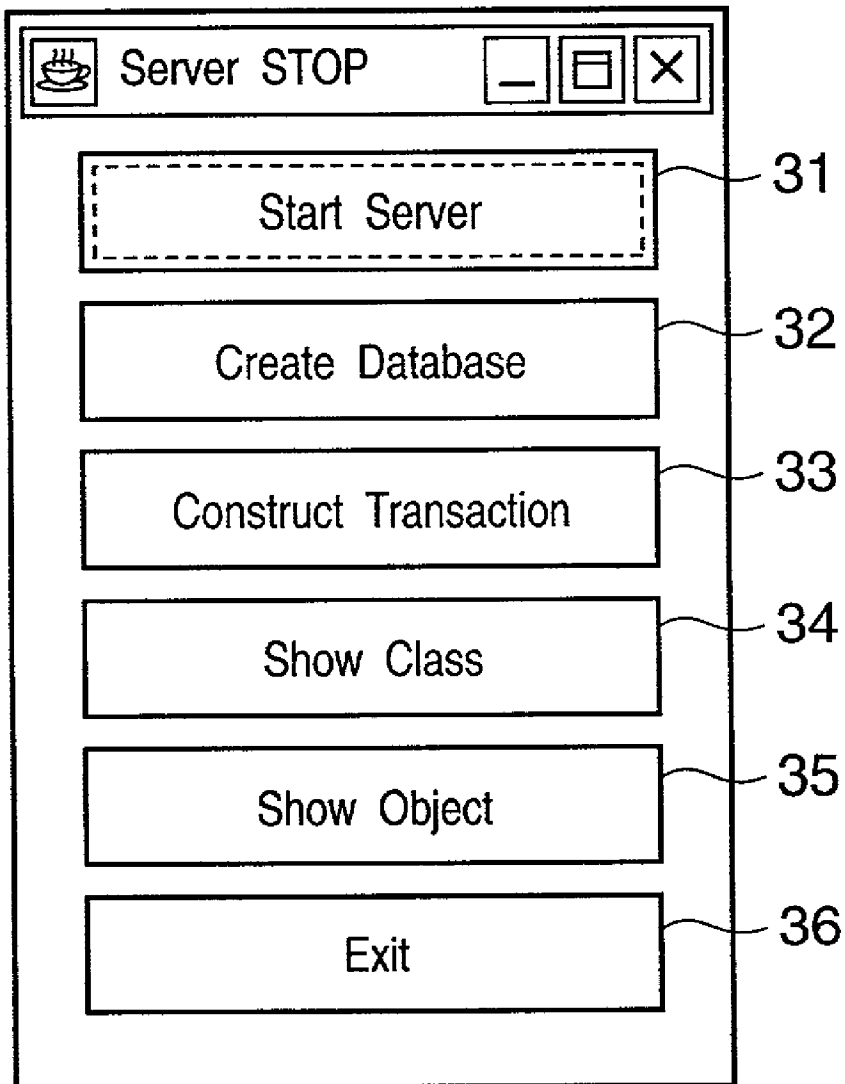 Server STOP
Start Server
31
Create Database
32
Construct Transaction
33
Show Class
34
Show Object
35
Exit
36